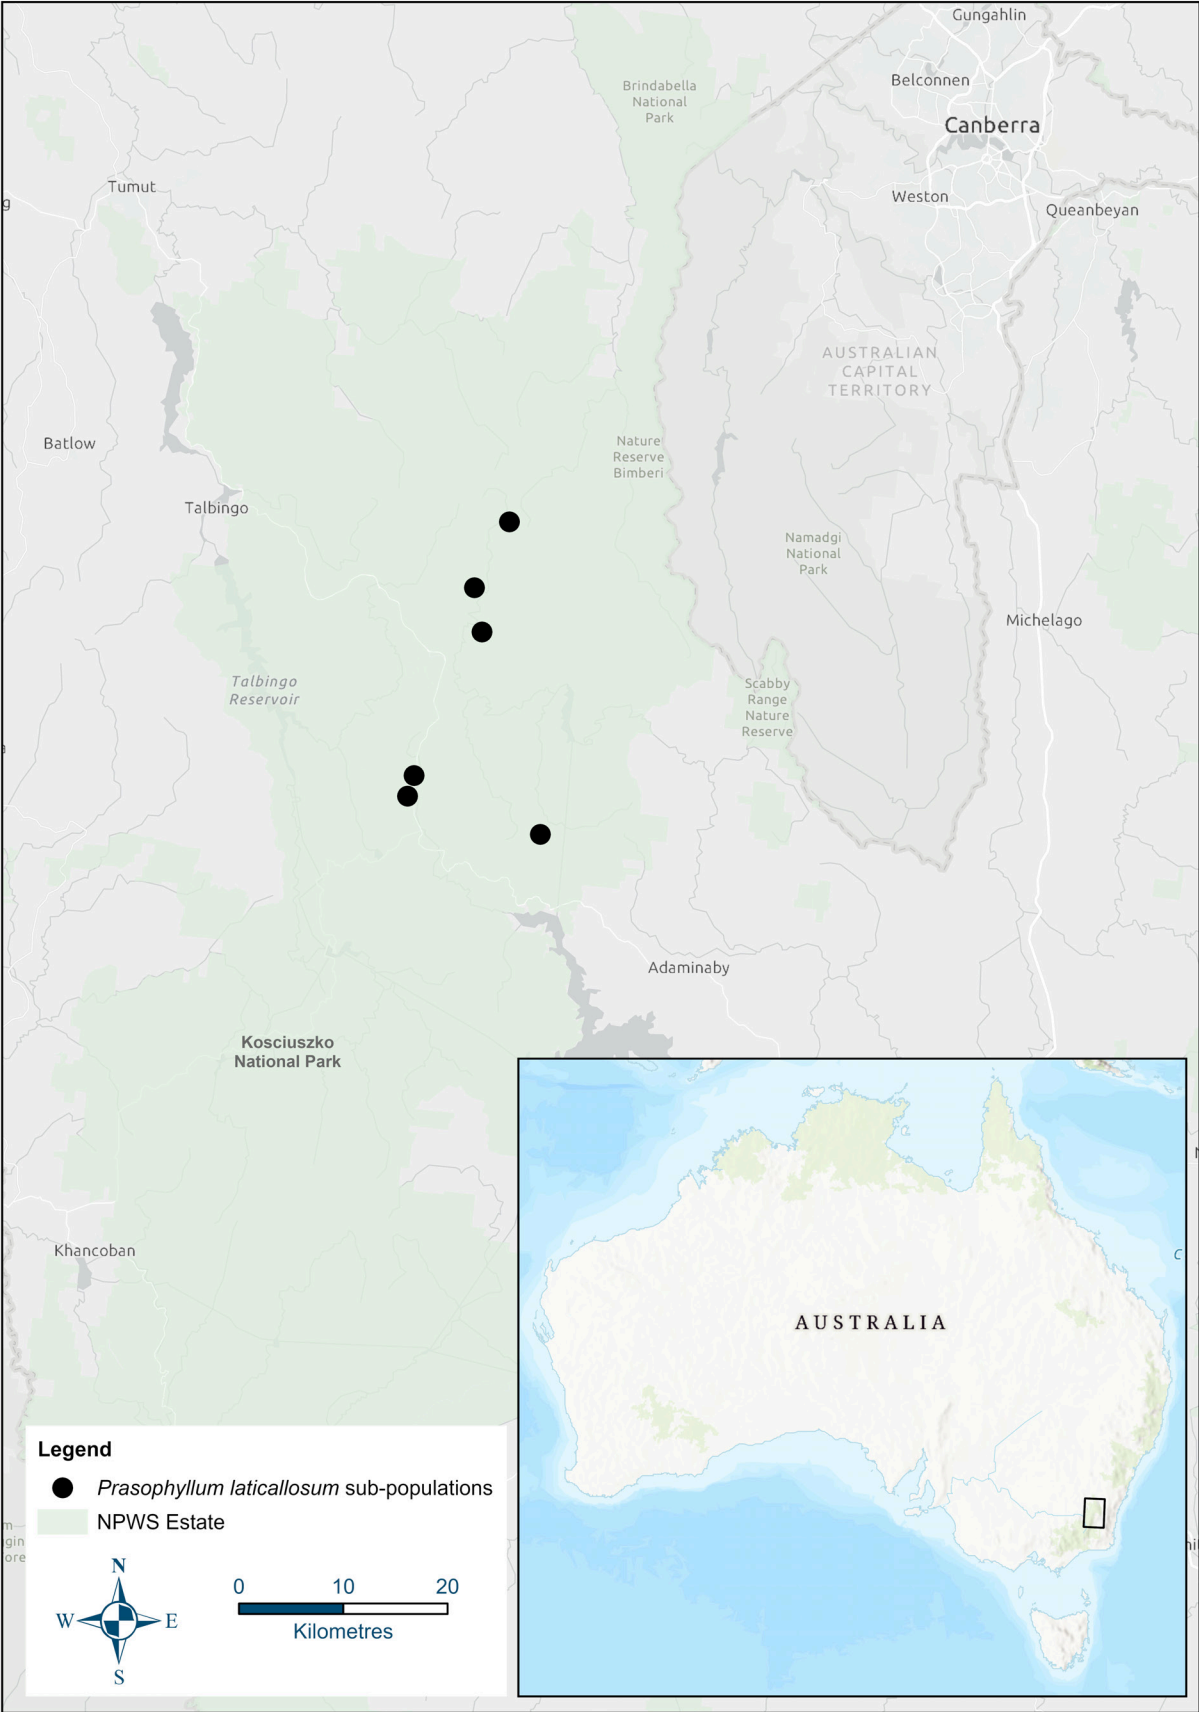 Gungahlin
Belconnen
Brindabella
National
Park
Canberra
Tumut
Weston
Queanbeyan
g
AUSTRALIAN
CAPITAL
TERRITORY
Batlow
Nature
Reserve
Bimberi
Talbingo
Namadgi
National
Park
Michelago
Talbingo
Reservoir
Scabby
Range
Nature
Reserve
Adaminaby
Kosciuszko
National Park
Khancoban
AUSTRALIA
C
Legend
Prasophyllum laticallosum sub-populations
NPWS Estate
N
W
E
S
0
10
20
Kilometres
m
gin
ore